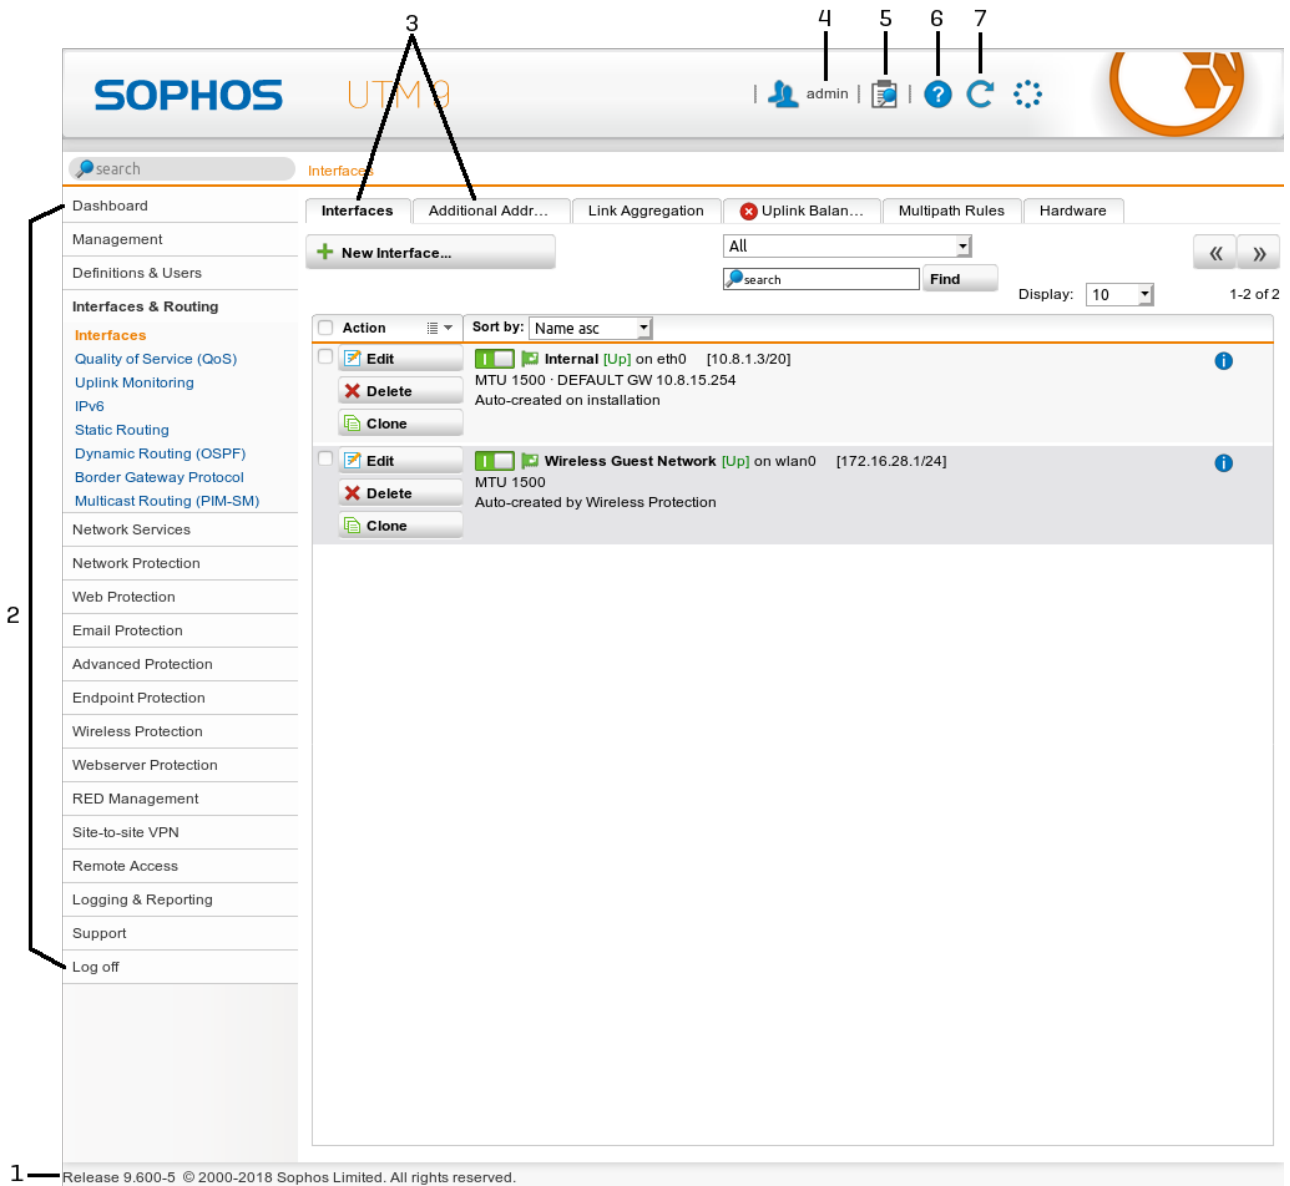 3 4 5 6 7
SOPHOS UTM 9 | admin | | ?
search Interfaces
Dashboard
Management
Definitions & Users
Interfaces & Routing
Interfaces
Quality of Service (QoS)
Uplink Monitoring
IPv6
Static Routing
Dynamic Routing (OSPF)
Border Gateway Protocol
Multicast Routing (PIM-SM)
Network Services
Network Protection
Web Protection
2
Email Protection
Advanced Protection
Endpoint Protection
Wireless Protection
Webserver Protection
RED Management
Site-to-site VPN
Remote Access
Logging & Reporting
Support
Log off
Interfaces Additional Addr... Link Aggregation Uplink Balan... Multipath Rules Hardware
New Interface... All « »
search Find
Display: 10 1-2 of 2
Action Sort by: Name asc
Edit Internal [Up] on eth0 [10.8.1.3/20]
MTU 1500 · DEFAULT GW 10.8.15.254
Delete
Auto-created on installation
Clone
Edit Wireless Guest Network [Up] on wlan0 [172.16.28.1/24]
MTU 1500
Delete
Auto-created by Wireless Protection
Clone
1 Release 9.600-5 © 2000-2018 Sophos Limited. All rights reserved.